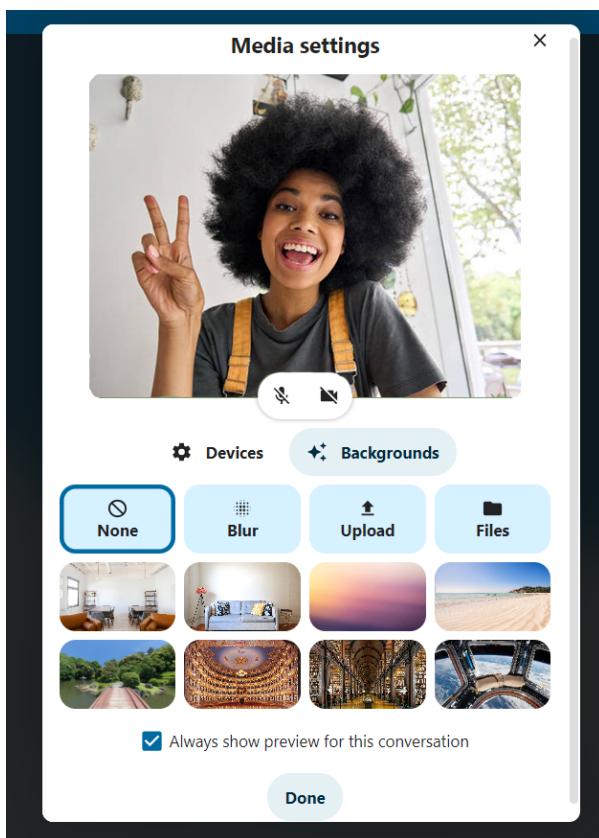 Media settings
Devices
Backgrounds
None
Blur
Upload
Files
Always show preview for this conversation
Done